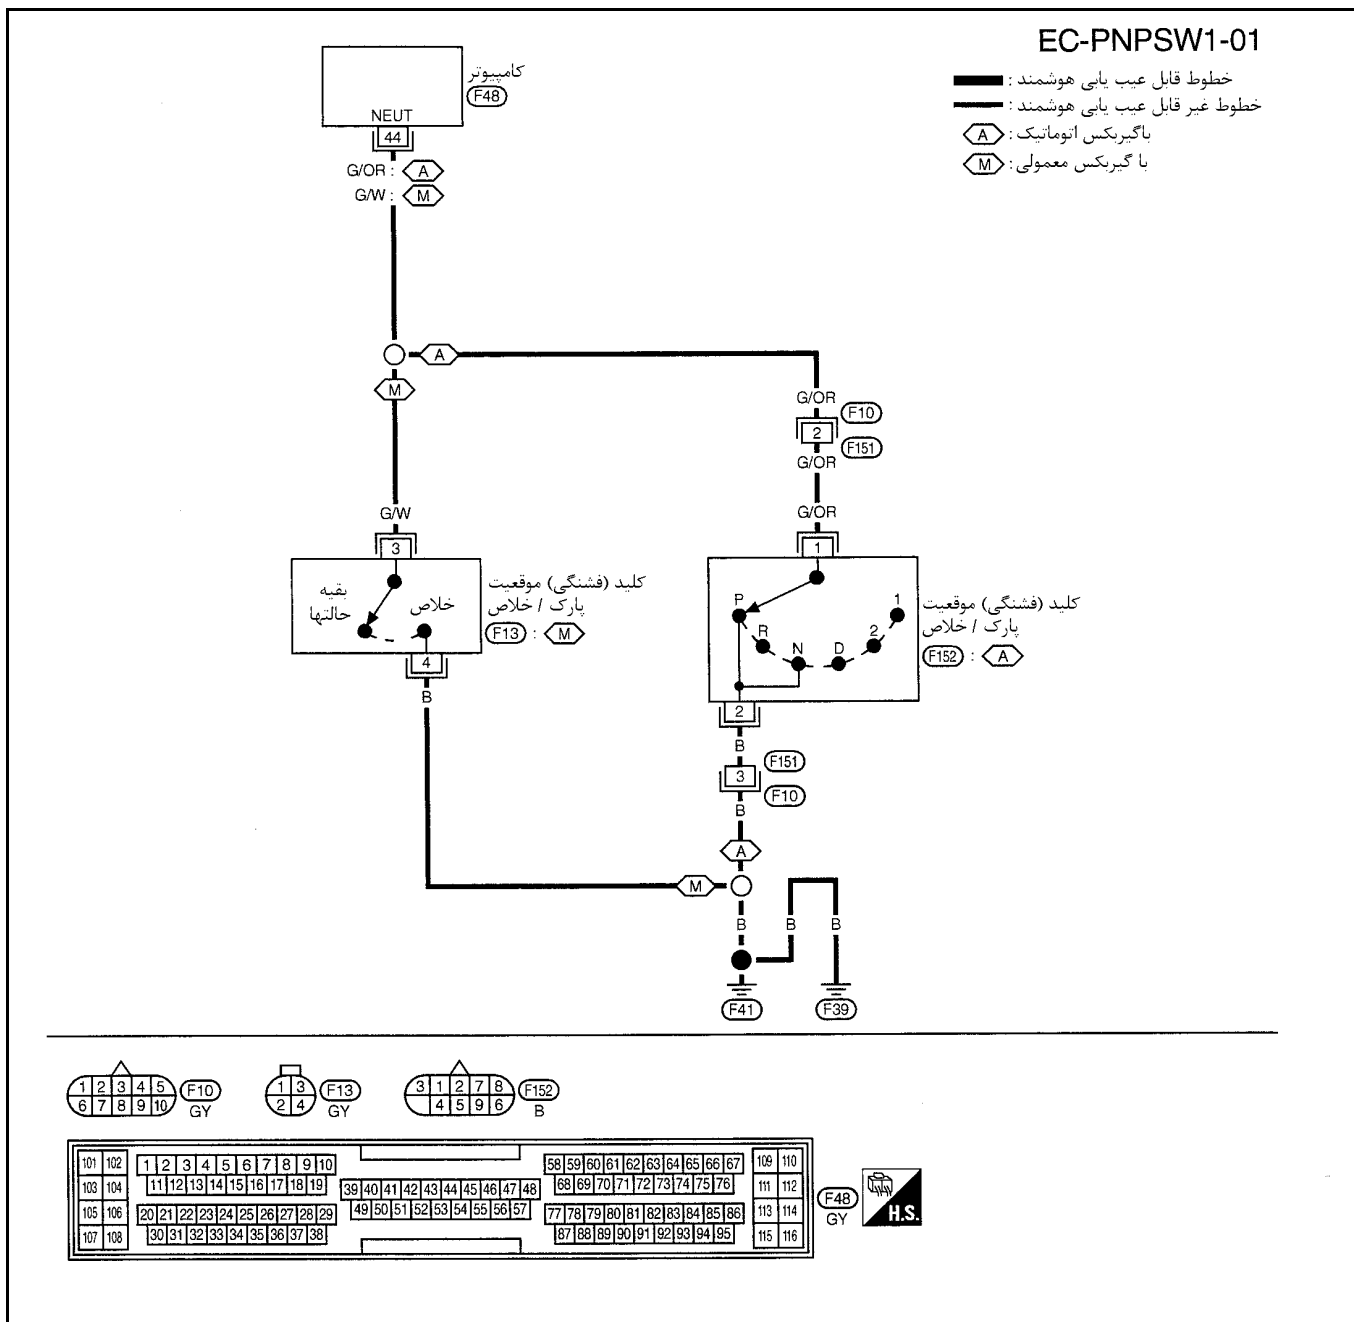 EC-PNPSW1-01
خطوط قابل عیب یابی هوشمند :
خطوط غیر قابل عیب یابی هوشمند :
A باگیربکس اتوماتیک :
M با گیربکس معمولی :
کامپیوتر
F48
NEUT
44
G/OR : A
G/W : M
A
M
G/OR
F10
2
F151
G/OR
G/W
G/OR
3
1
بقیه
حالتها
خلاص
کلید (فشنگی) موقعیت
پارک / خلاص
F13 : M
4
B
P
R
N
D
2
1
کلید (فشنگی) موقعیت
پارک / خلاص
F152 : A
2
B
F151
3
F10
B
A
M
B
B
B
F41
F39
1 2 3 4 5
6 7 8 9 10
F10
GY
1 3
2 4
F13
GY
3 1 2 7 8
4 5 9 6
F152
B
101 102
103 104
105 106
107 108
1 2 3 4 5 6 7 8 9 10
11 12 13 14 15 16 17 18 19
20 21 22 23 24 25 26 27 28 29
30 31 32 33 34 35 36 37 38
39 40 41 42 43 44 45 46 47 48
49 50 51 52 53 54 55 56 57
58 59 60 61 62 63 64 65 66 67
68 69 70 71 72 73 74 75 76
77 78 79 80 81 82 83 84 85 86
87 88 89 90 91 92 93 94 95
109 110
111 112
113 114
115 116
F48
GY
H.S.